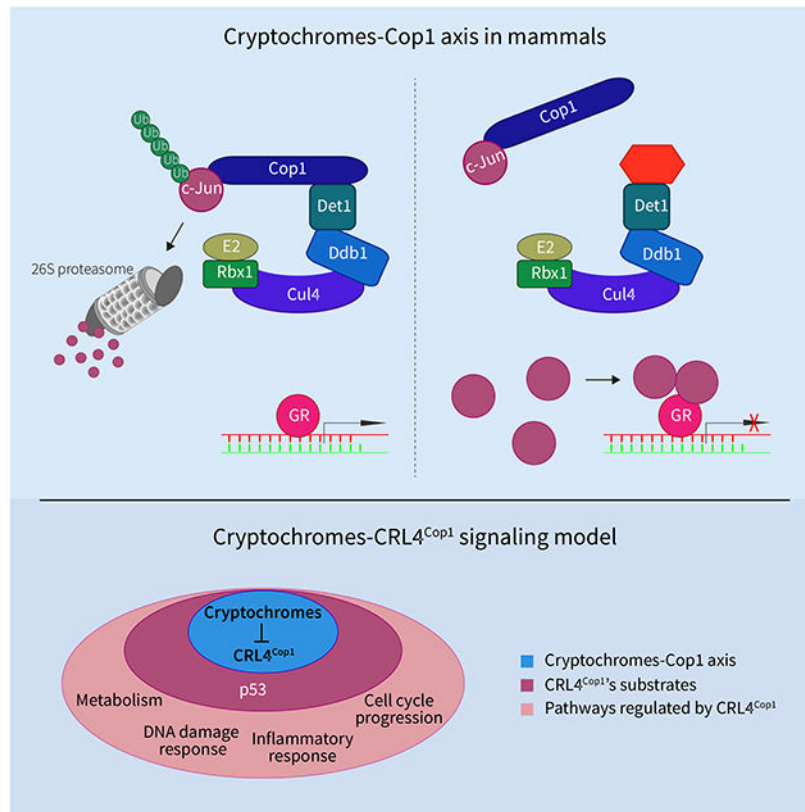 Cryptochromes-Cop1 axis in mammals
Ub
Ub
Ub
Ub
Ub
c-Jun
Cop1
Det1
Ddb1
E2
Rbx1
Cul4
26S proteasome
GR
Cop1
c-Jun
Det1
Ddb1
E2
Rbx1
Cul4
GR
Cryptochromes-CRL4Cop1 signaling model
Cryptochromes
CRL4Cop1
p53
Metabolism
DNA damage
response
Inflammatory
response
Cell cycle
progression
Cryptochromes-Cop1 axis
CRL4Cop1's substrates
Pathways regulated by CRL4Cop1